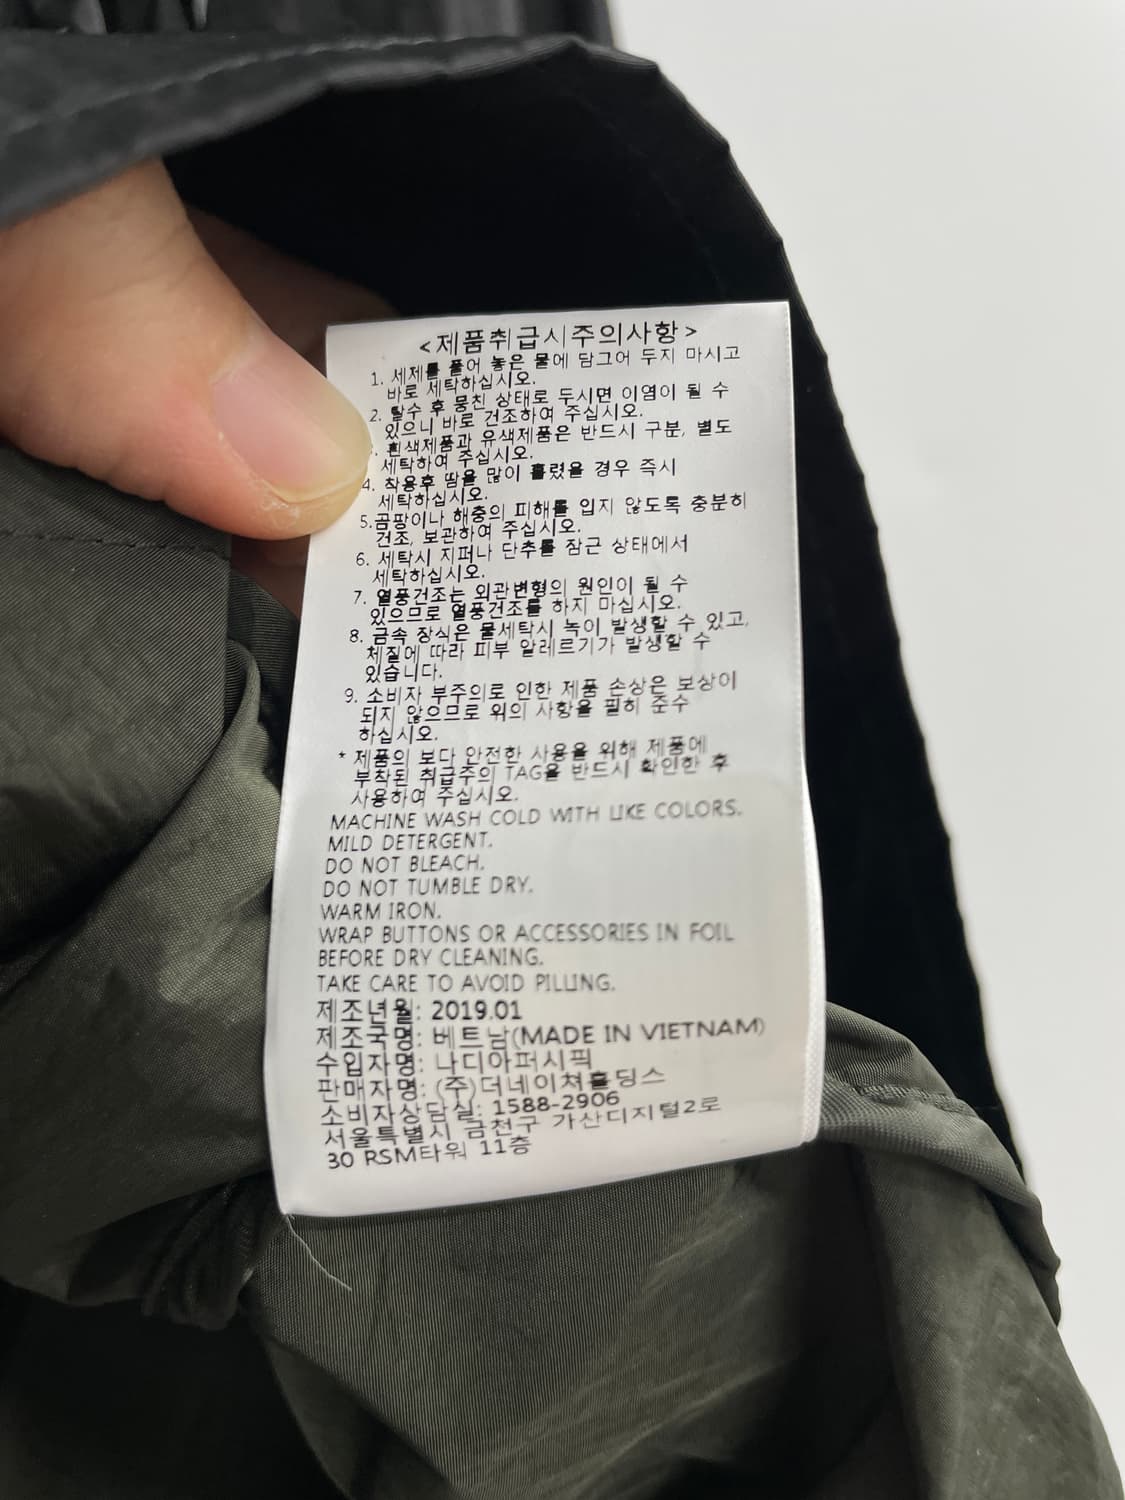 <제품취급시주의사항>
1. 세제를 풀어 놓은 물에 담그어 두지 마시고
바로 세탁하십시오.
2. 탈수 후 뭉친 상태로 두시면 이염이 될 수
있으니 바로 건조하여 주십시오.
흰색제품과 유색제품은 반드시 구분, 별도
세탁하여 주십시오.
4. 착용후 땀을 많이 흘렸을 경우 즉시
세탁하십시오.
5.곰팡이나 해충의 피해를 입지 않도록 충분히
건조, 보관하여 주십시오.
6. 세탁시 지퍼나 단추를 잠근 상태에서
세탁하십시오.
7. 열풍건조는 외관변형의 원인이 될 수
있으므로 열풍건조를 하지 마십시오.
8. 금속 장식은 물세탁시 녹이 발생할 수 있고,
체질에 따라 피부 알레르기가 발생할 수
있습니다.
9. 소비자 부주의로 인한 제품 손상은 보상이
되지 않으므로 위의 사항을 필히 준수
하십시오.
* 제품의 보다 안전한 사용을 위해 제품에
부착된 취급주의 TAG을 반드시 확인한 후
사용하여 주십시오.
MACHINE WASH COLD WITH LIKE COLORS.
MILD DETERGENT.
DO NOT BLEACH.
DO NOT TUMBLE DRY.
WARM IRON.
WRAP BUTTONS OR ACCESSORIES IN FOIL
BEFORE DRY CLEANING.
TAKE CARE TO AVOID PILLING.
제조년월: 2019.01
제조국명: 베트남(MADE IN VIETNAM)
수입자명: 나디아퍼시픽
판매자명: (주)더네이쳐홀딩스
소비자상담실: 1588-2906
서울특별시 금천구 가산디지털2로
30 RSM타워 11층